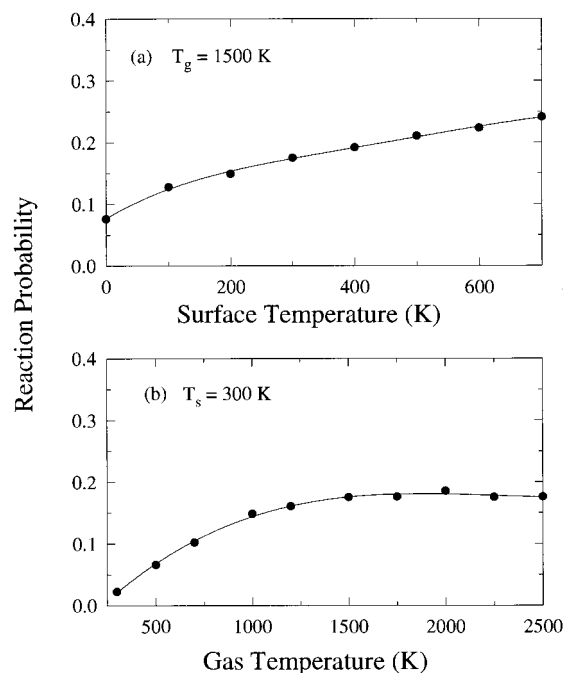 Reaction Probability
(a) T_g = 1500 K
0.4
0.3
0.2
0.1
0.0
0 200 400 600
Surface Temperature (K)
(b) T_s = 300 K
0.4
0.3
0.2
0.1
0.0
500 1000 1500 2000 2500
Gas Temperature (K)